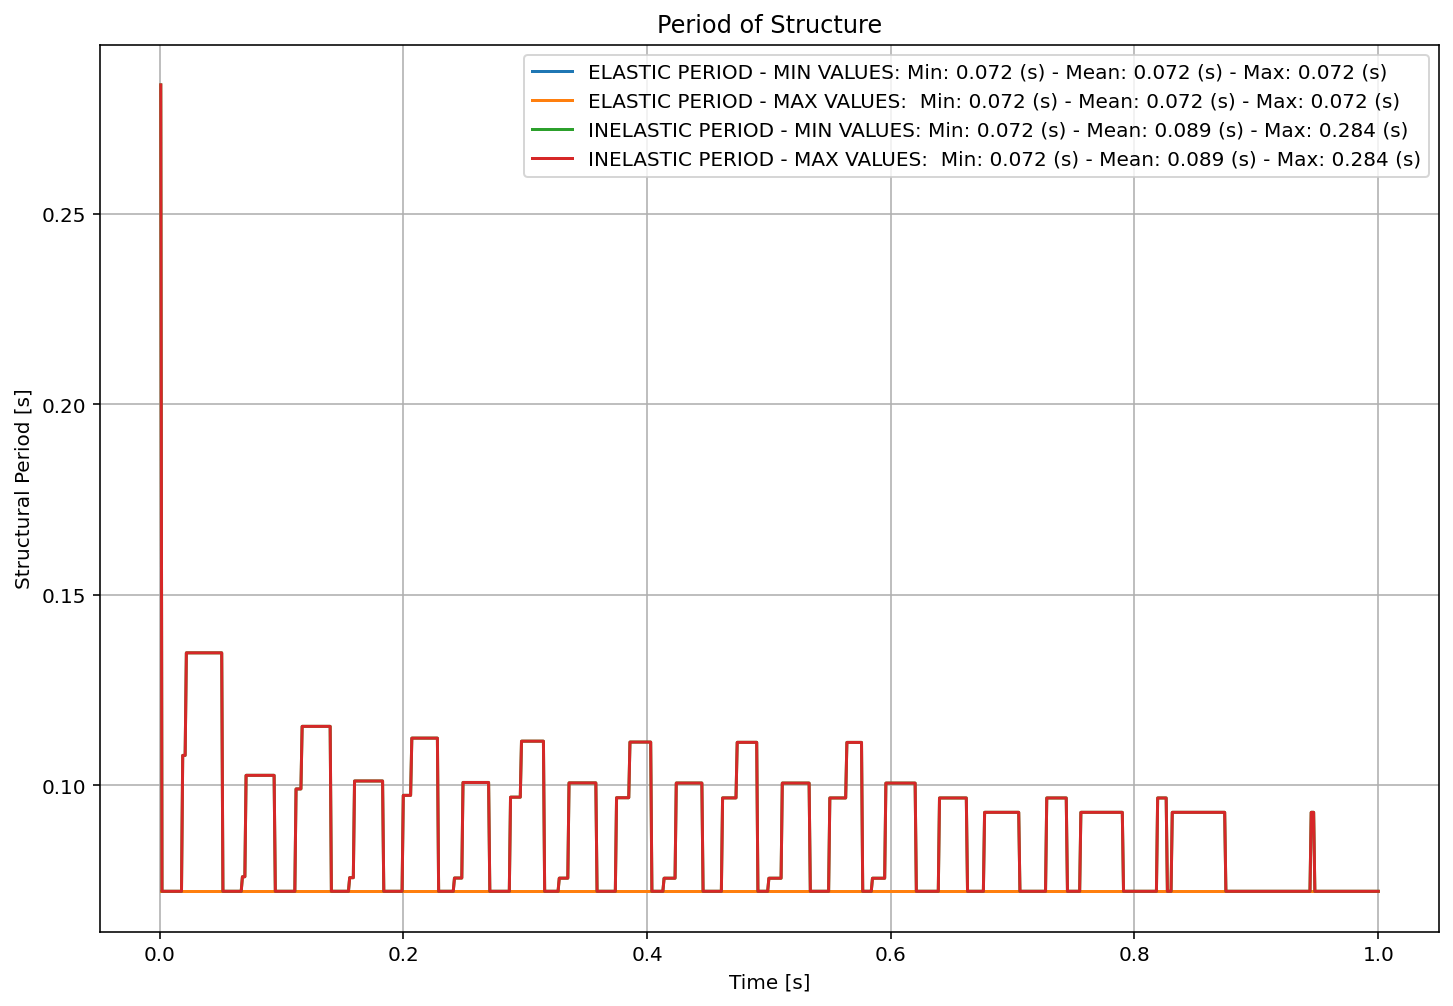 Period of Structure
ELASTIC PERIOD - MIN VALUES: Min: 0.072 (s) - Mean: 0.072 (s) - Max: 0.072 (s)
ELASTIC PERIOD - MAX VALUES:  Min: 0.072 (s) - Mean: 0.072 (s) - Max: 0.072 (s)
INELASTIC PERIOD - MIN VALUES: Min: 0.072 (s) - Mean: 0.089 (s) - Max: 0.284 (s)
INELASTIC PERIOD - MAX VALUES:  Min: 0.072 (s) - Mean: 0.089 (s) - Max: 0.284 (s)
Structural Period [s]
0.25
0.20
0.15
0.10
0.0 0.2 0.4 0.6 0.8 1.0
Time [s]